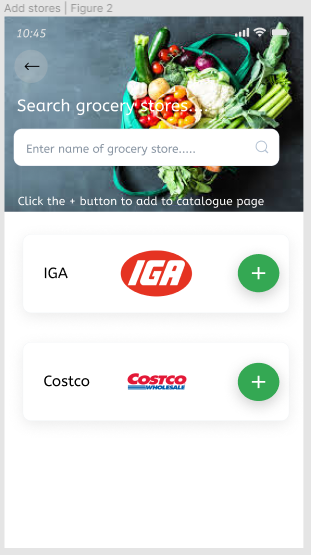 Add stores | Figure 2
10:45
Search grocery stores.....
Enter name of grocery store.....
Click the + button to add to catalogue page
IGA IGA +
Costco COSTCO WHOLESALE +